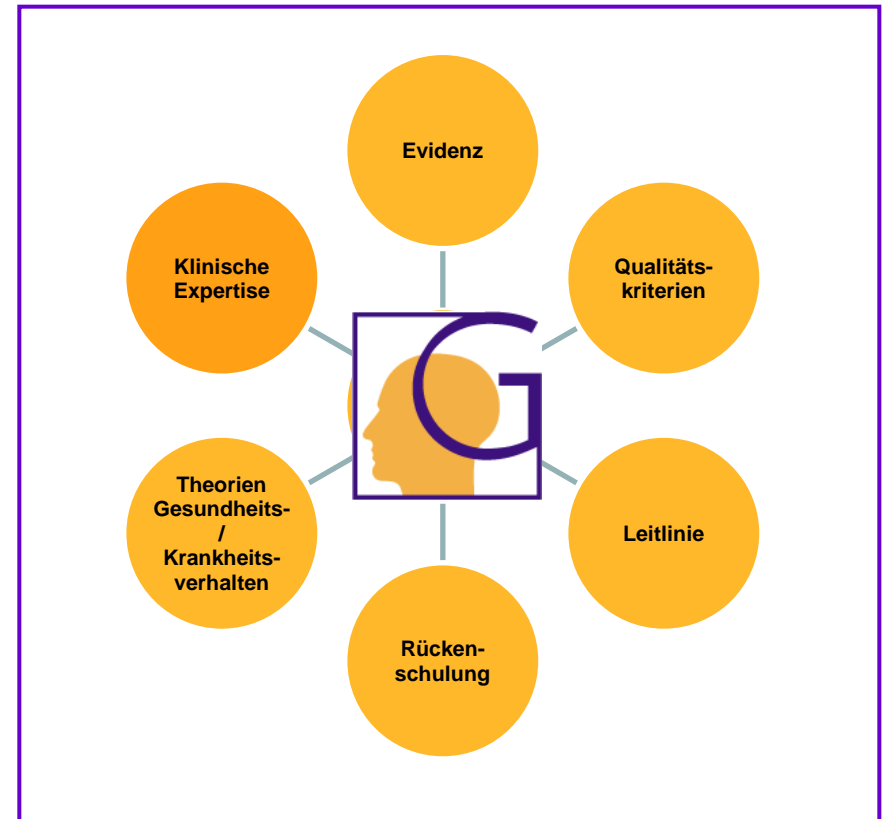 Evidenz
Qualitäts-
kriterien
Leitlinie
Rücken-
schulung
Theorien
Gesundheits-
/
Krankheits-
verhalten
Klinische
Expertise
G